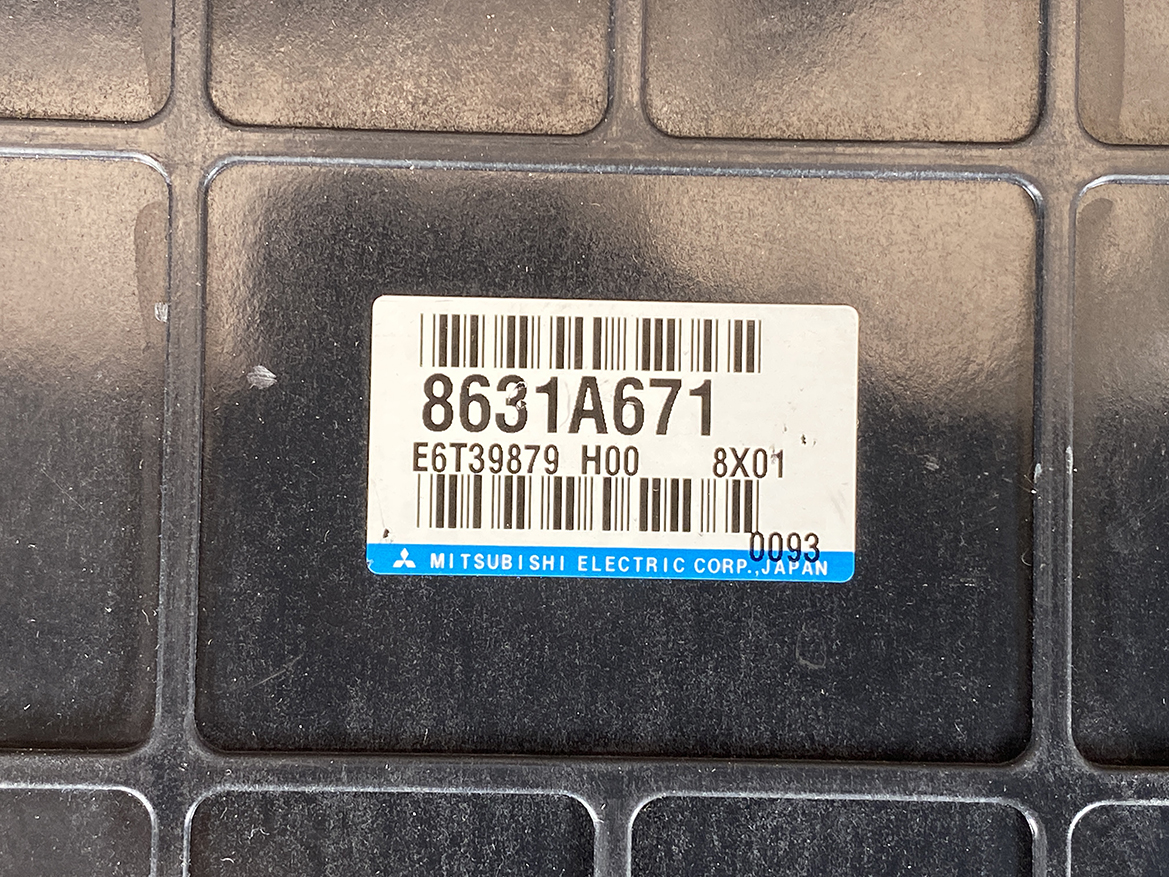 8631A671
E6T39879 H00 8X01
0093
MITSUBISHI ELECTRIC CORP.,JAPAN